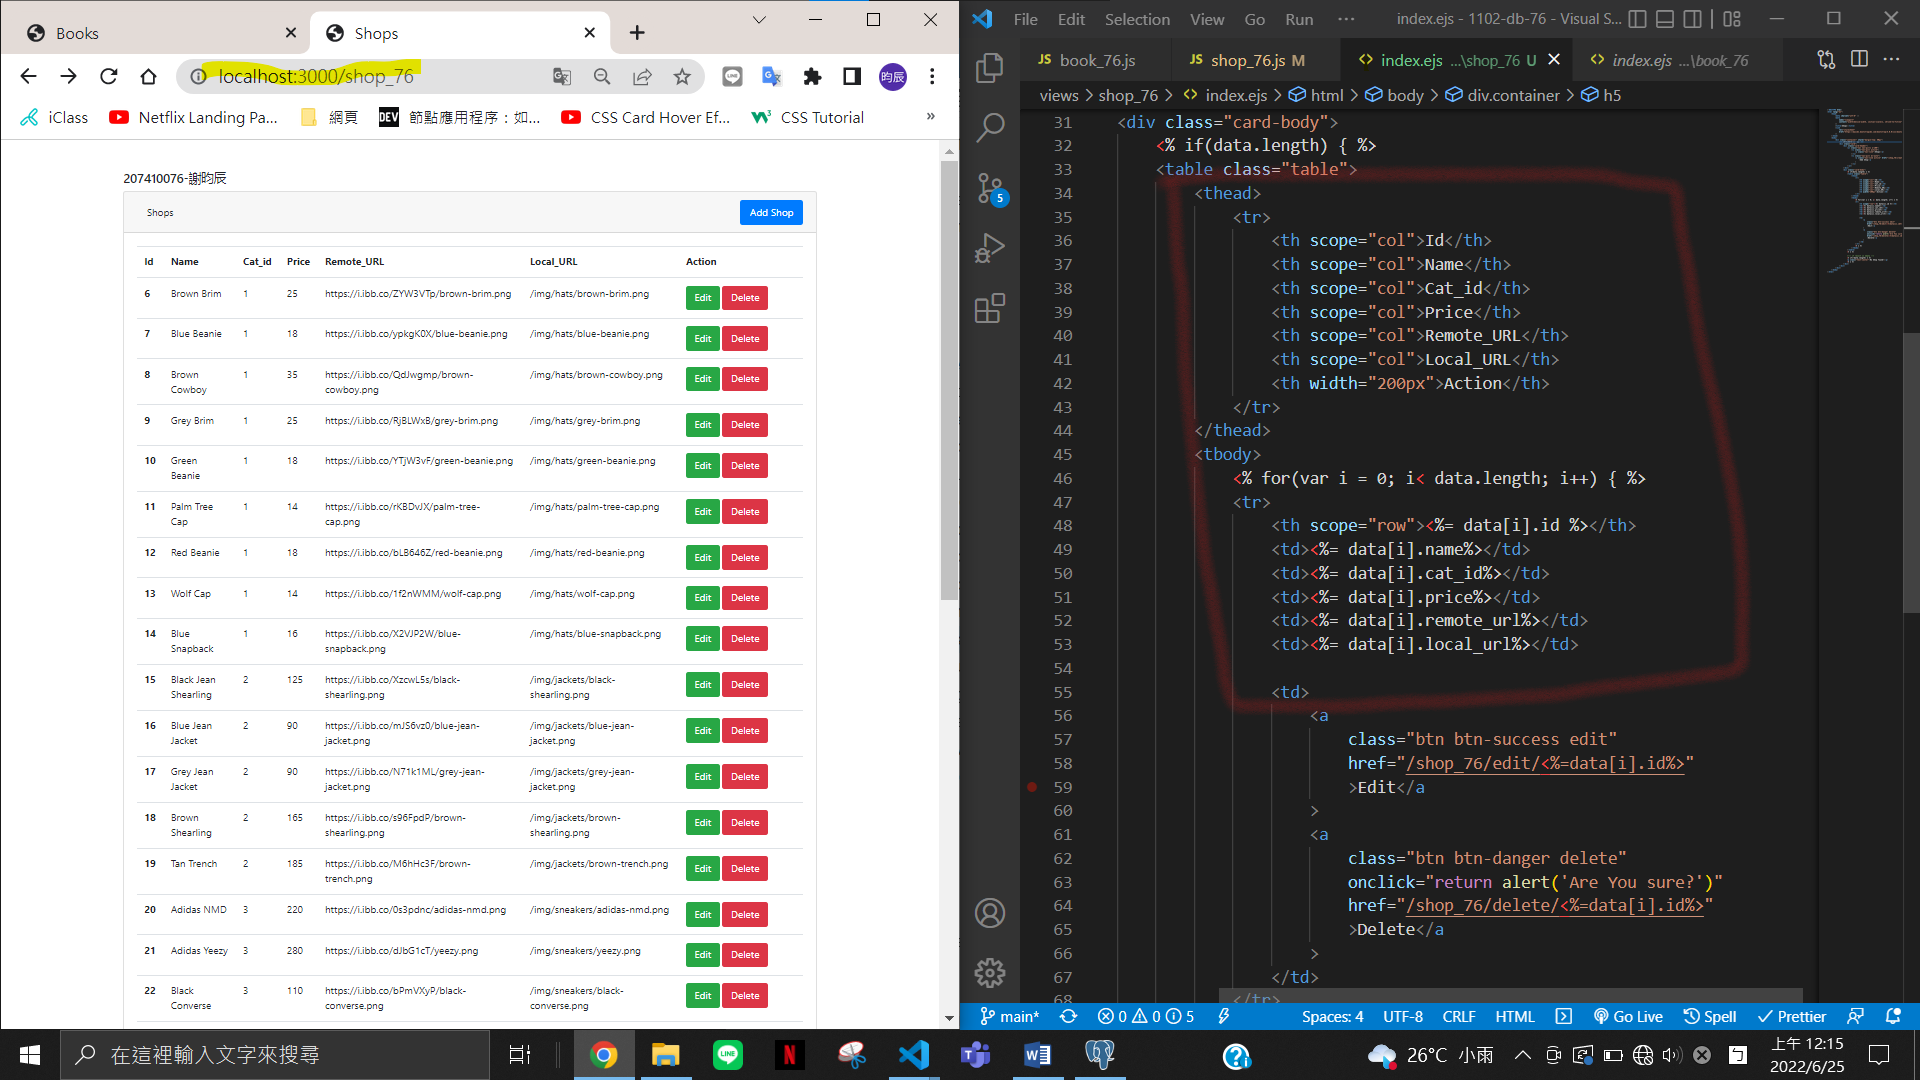 Books
Shops
localhost:3000/shop_76
昀辰
iClass
Netflix Landing Pa...
網頁
DEV 節點應用程序：如...
CSS Card Hover Ef...
CSS Tutorial
»
207410076-謝昀辰
Shops
Add Shop
Id Name Cat_id Price Remote_URL Local_URL Action
6 Brown Brim 1 25 https://i.ibb.co/ZYW3VTp/brown-brim.png /img/hats/brown-brim.png Edit Delete
7 Blue Beanie 1 18 https://i.ibb.co/ypkgK0X/blue-beanie.png /img/hats/blue-beanie.png Edit Delete
8 Brown 1 35 https://i.ibb.co/QdJwgmp/brown- /img/hats/brown-cowboy.png Edit Delete
Cowboy cowboy.png
9 Grey Brim 1 25 https://i.ibb.co/RjBLWxB/grey-brim.png /img/hats/grey-brim.png Edit Delete
10 Green 1 18 https://i.ibb.co/YTjW3vF/green-beanie.png /img/hats/green-beanie.png Edit Delete
Beanie
11 Palm Tree 1 14 https://i.ibb.co/rKBDvJX/palm-tree- /img/hats/palm-tree-cap.png Edit Delete
Cap cap.png
12 Red Beanie 1 18 https://i.ibb.co/bLB646Z/red-beanie.png /img/hats/red-beanie.png Edit Delete
13 Wolf Cap 1 14 https://i.ibb.co/1f2nWMM/wolf-cap.png /img/hats/wolf-cap.png Edit Delete
14 Blue 1 16 https://i.ibb.co/X2VJP2W/blue- /img/hats/blue-snapback.png Edit Delete
Snapback snapback.png
15 Black Jean 2 125 https://i.ibb.co/XzcwL5s/black- /img/jackets/black- Edit Delete
Shearling shearling.png shearling.png
16 Blue Jean 2 90 https://i.ibb.co/mJS6vz0/blue-jean- /img/jackets/blue-jean- Edit Delete
Jacket jacket.png jacket.png
17 Grey Jean 2 90 https://i.ibb.co/N71k1ML/grey-jean- /img/jackets/grey-jean- Edit Delete
Jacket jacket.png jacket.png
18 Brown 2 165 https://i.ibb.co/s96FpdP/brown- /img/jackets/brown- Edit Delete
Shearling shearling.png shearling.png
19 Tan Trench 2 185 https://i.ibb.co/M6hHc3F/brown- /img/jackets/brown-trench.png Edit Delete
trench.png
20 Adidas NMD 3 220 https://i.ibb.co/0s3pdnc/adidas-nmd.png /img/sneakers/adidas-nmd.png Edit Delete
21 Adidas Yeezy 3 280 https://i.ibb.co/dJbG1cT/yeezy.png /img/sneakers/yeezy.png Edit Delete
22 Black 3 110 https://i.ibb.co/bPmVXyP/black- /img/sneakers/black- Edit Delete
Converse converse.png converse.png
File Edit Selection View Go Run ··· index.ejs - 1102-db-76 - Visual S...
JS book_76.js
JS shop_76.js M
<> index.ejs ...\shop_76 U
<> index.ejs ...\book_76
views > shop_76 > <> index.ejs > html > body > div.container > h5
5
31 <div class="card-body">
32 <% if(data.length) { %>
33 <table class="table">
34 <thead>
35 <tr>
36 <th scope="col">Id</th>
37 <th scope="col">Name</th>
38 <th scope="col">Cat_id</th>
39 <th scope="col">Price</th>
40 <th scope="col">Remote_URL</th>
41 <th scope="col">Local_URL</th>
42 <th width="200px">Action</th>
43 </tr>
44 </thead>
45 <tbody>
46 <% for(var i = 0; i< data.length; i++) { %>
47 <tr>
48 <th scope="row"><%= data[i].id %></th>
49 <td><%= data[i].name%></td>
50 <td><%= data[i].cat_id%></td>
51 <td><%= data[i].price%></td>
52 <td><%= data[i].remote_url%></td>
53 <td><%= data[i].local_url%></td>
54
55 <td>
56 <a
57 class="btn btn-success edit"
58 href="/shop_76/edit/<%=data[i].id%>"
59 >Edit</a
60 >
61 <a
62 class="btn btn-danger delete"
63 onclick="return alert('Are You sure?')"
64 href="/shop_76/delete/<%=data[i].id%>"
65 >Delete</a
66 >
67 </td>
68 </tr>
main* 0 0 5 Spaces: 4 UTF-8 CRLF HTML Go Live Spell Prettier
在這裡輸入文字來搜尋
LINE
26°C 小雨
上午 12:15
2022/6/25